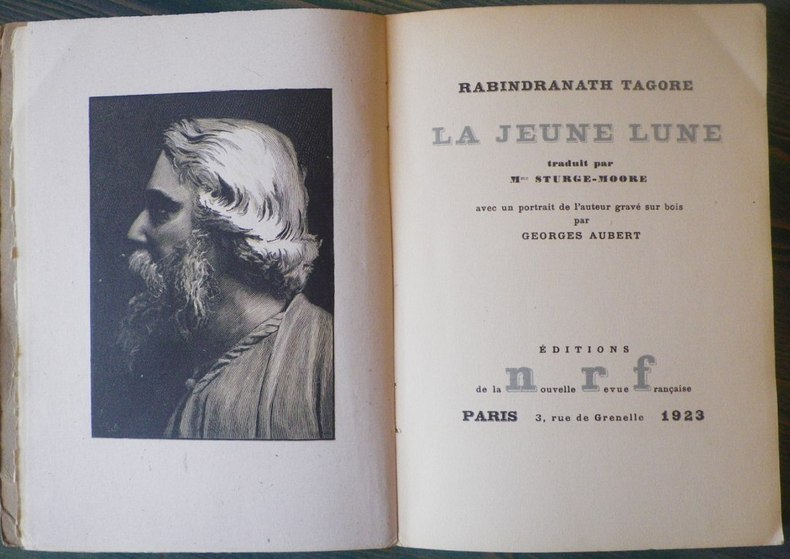 RABINDRANATH TAGORE
LA JEUNE LUNE
traduit par
Mme STURGE-MOORE
avec un portrait de l'auteur gravé sur bois
par
GEORGES AUBERT
ÉDITIONS
de la nouvelle revue française
PARIS 3, rue de Grenelle 1923